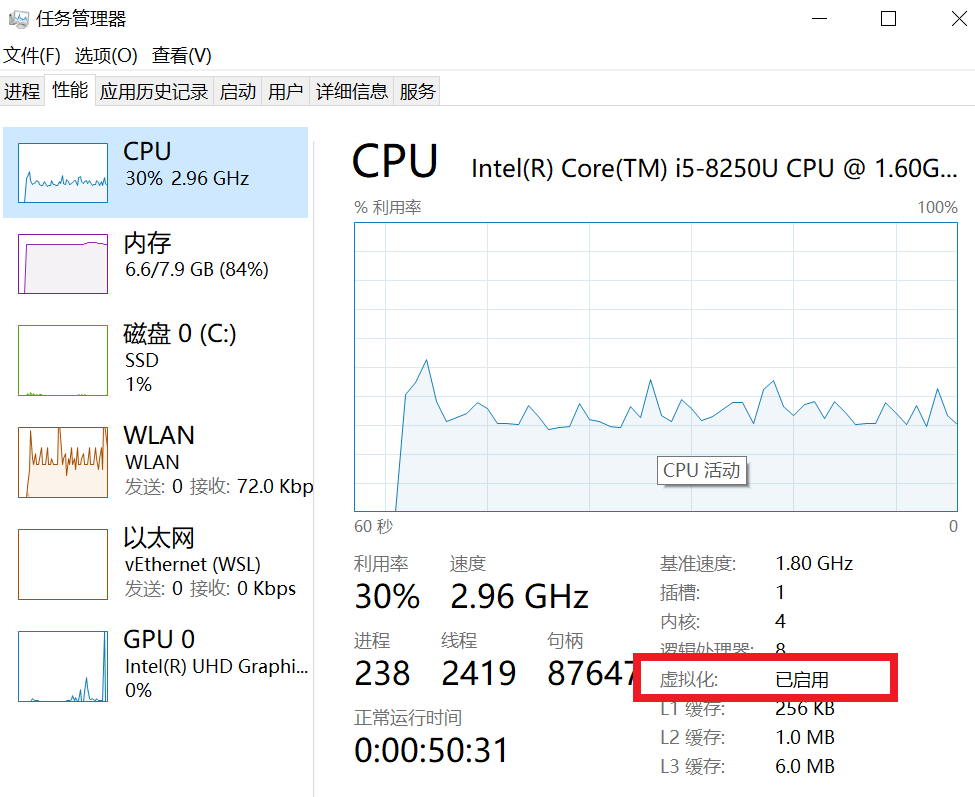 任务管理器
文件(F) 选项(O) 查看(V)
进程 性能 应用历史记录 启动 用户 详细信息 服务
CPU
30% 2.96 GHz
内存
6.6/7.9 GB (84%)
磁盘 0 (C:)
SSD
1%
WLAN
WLAN
发送: 0 接收: 72.0 Kbp
以太网
vEthernet (WSL)
发送: 0 接收: 0 Kbps
GPU 0
Intel(R) UHD Graphi...
0%
CPU Intel(R) Core(TM) i5-8250U CPU @ 1.60G...
% 利用率 100%
CPU 活动
60 秒 0
利用率 速度
30% 2.96 GHz
进程 线程 句柄
238 2419 87647
正常运行时间
0:00:50:31
基准速度: 1.80 GHz
插槽: 1
内核: 4
逻辑处理器: 8
虚拟化: 已启用
L1 缓存: 256 KB
L2 缓存: 1.0 MB
L3 缓存: 6.0 MB